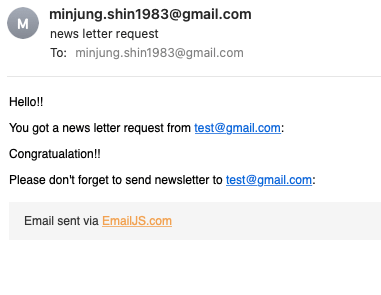 M
minjung.shin1983@gmail.com
news letter request
To: minjung.shin1983@gmail.com
Hello!!
You got a news letter request from test@gmail.com:
Congratualation!!
Please don't forget to send newsletter to test@gmail.com:
Email sent via EmailJS.com